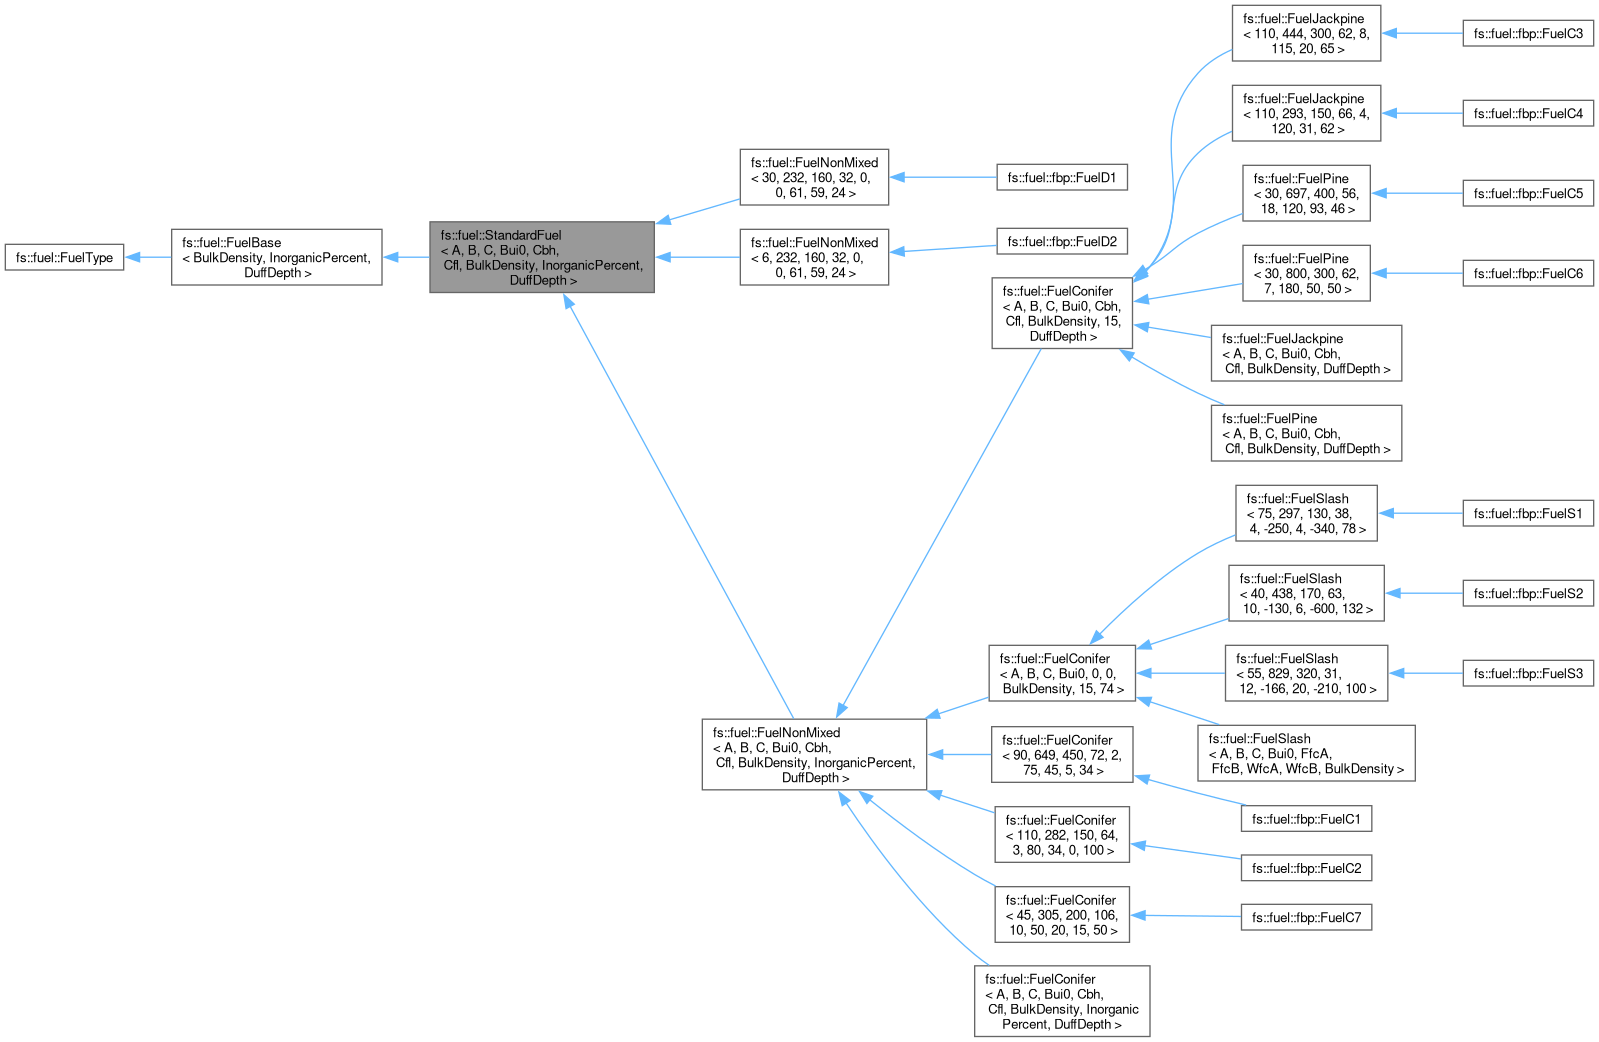 fs::fuel::FuelType
fs::fuel::FuelBase
< BulkDensity, InorganicPercent,
DuffDepth >
fs::fuel::StandardFuel
< A, B, C, Bui0, Cbh,
Cfl, BulkDensity, InorganicPercent,
DuffDepth >
fs::fuel::FuelNonMixed
< 30, 232, 160, 32, 0,
0, 61, 59, 24 >
fs::fuel::fbp::FuelD1
fs::fuel::FuelNonMixed
< 6, 232, 160, 32, 0,
0, 61, 59, 24 >
fs::fuel::fbp::FuelD2
fs::fuel::FuelNonMixed
< A, B, C, Bui0, Cbh,
Cfl, BulkDensity, InorganicPercent,
DuffDepth >
fs::fuel::FuelConifer
< A, B, C, Bui0, Cbh,
Cfl, BulkDensity, 15,
DuffDepth >
fs::fuel::FuelJackpine
< 110, 444, 300, 62, 8,
115, 20, 65 >
fs::fuel::fbp::FuelC3
fs::fuel::FuelJackpine
< 110, 293, 150, 66, 4,
120, 31, 62 >
fs::fuel::fbp::FuelC4
fs::fuel::FuelPine
< 30, 697, 400, 56,
18, 120, 93, 46 >
fs::fuel::fbp::FuelC5
fs::fuel::FuelPine
< 30, 800, 300, 62,
7, 180, 50, 50 >
fs::fuel::fbp::FuelC6
fs::fuel::FuelJackpine
< A, B, C, Bui0, Cbh,
Cfl, BulkDensity, DuffDepth >
fs::fuel::FuelPine
< A, B, C, Bui0, Cbh,
Cfl, BulkDensity, DuffDepth >
fs::fuel::FuelConifer
< A, B, C, Bui0, 0, 0,
BulkDensity, 15, 74 >
fs::fuel::FuelSlash
< 75, 297, 130, 38,
4, -250, 4, -340, 78 >
fs::fuel::fbp::FuelS1
fs::fuel::FuelSlash
< 40, 438, 170, 63,
10, -130, 6, -600, 132 >
fs::fuel::fbp::FuelS2
fs::fuel::FuelSlash
< 55, 829, 320, 31,
12, -166, 20, -210, 100 >
fs::fuel::fbp::FuelS3
fs::fuel::FuelSlash
< A, B, C, Bui0, FfcA,
FfcB, WfcA, WfcB, BulkDensity >
fs::fuel::FuelConifer
< 90, 649, 450, 72, 2,
75, 45, 5, 34 >
fs::fuel::fbp::FuelC1
fs::fuel::FuelConifer
< 110, 282, 150, 64,
3, 80, 34, 0, 100 >
fs::fuel::fbp::FuelC2
fs::fuel::FuelConifer
< 45, 305, 200, 106,
10, 50, 20, 15, 50 >
fs::fuel::fbp::FuelC7
fs::fuel::FuelConifer
< A, B, C, Bui0, Cbh,
Cfl, BulkDensity, Inorganic
Percent, DuffDepth >